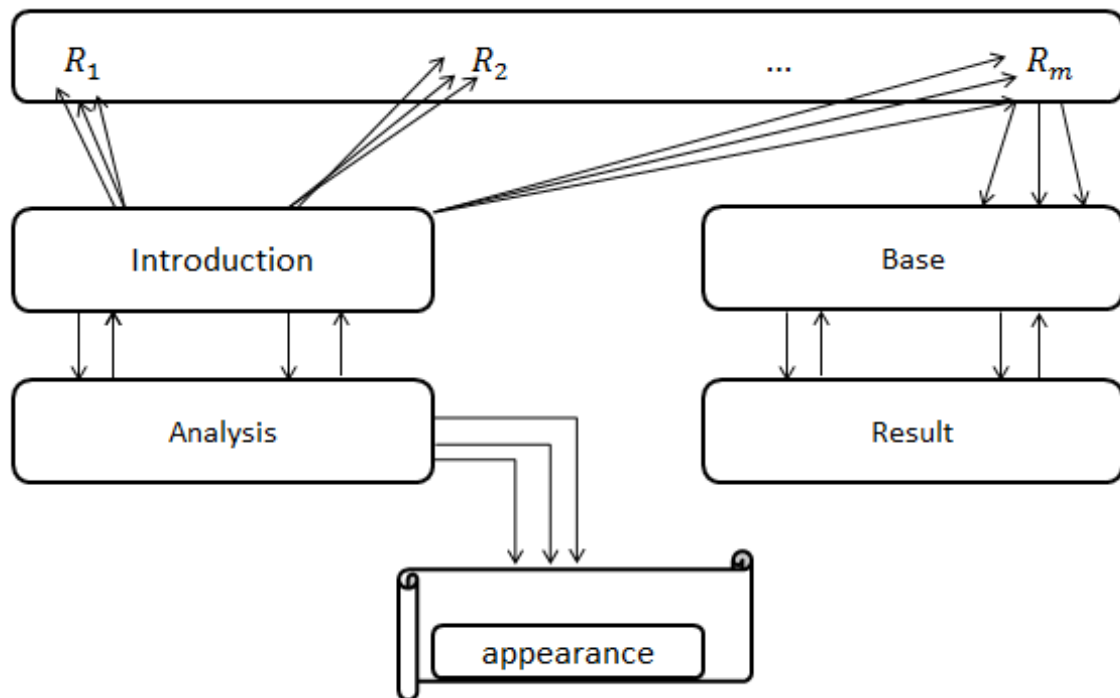 R₁ R₂ ... Rₘ
Introduction
Base
Analysis
Result
appearance